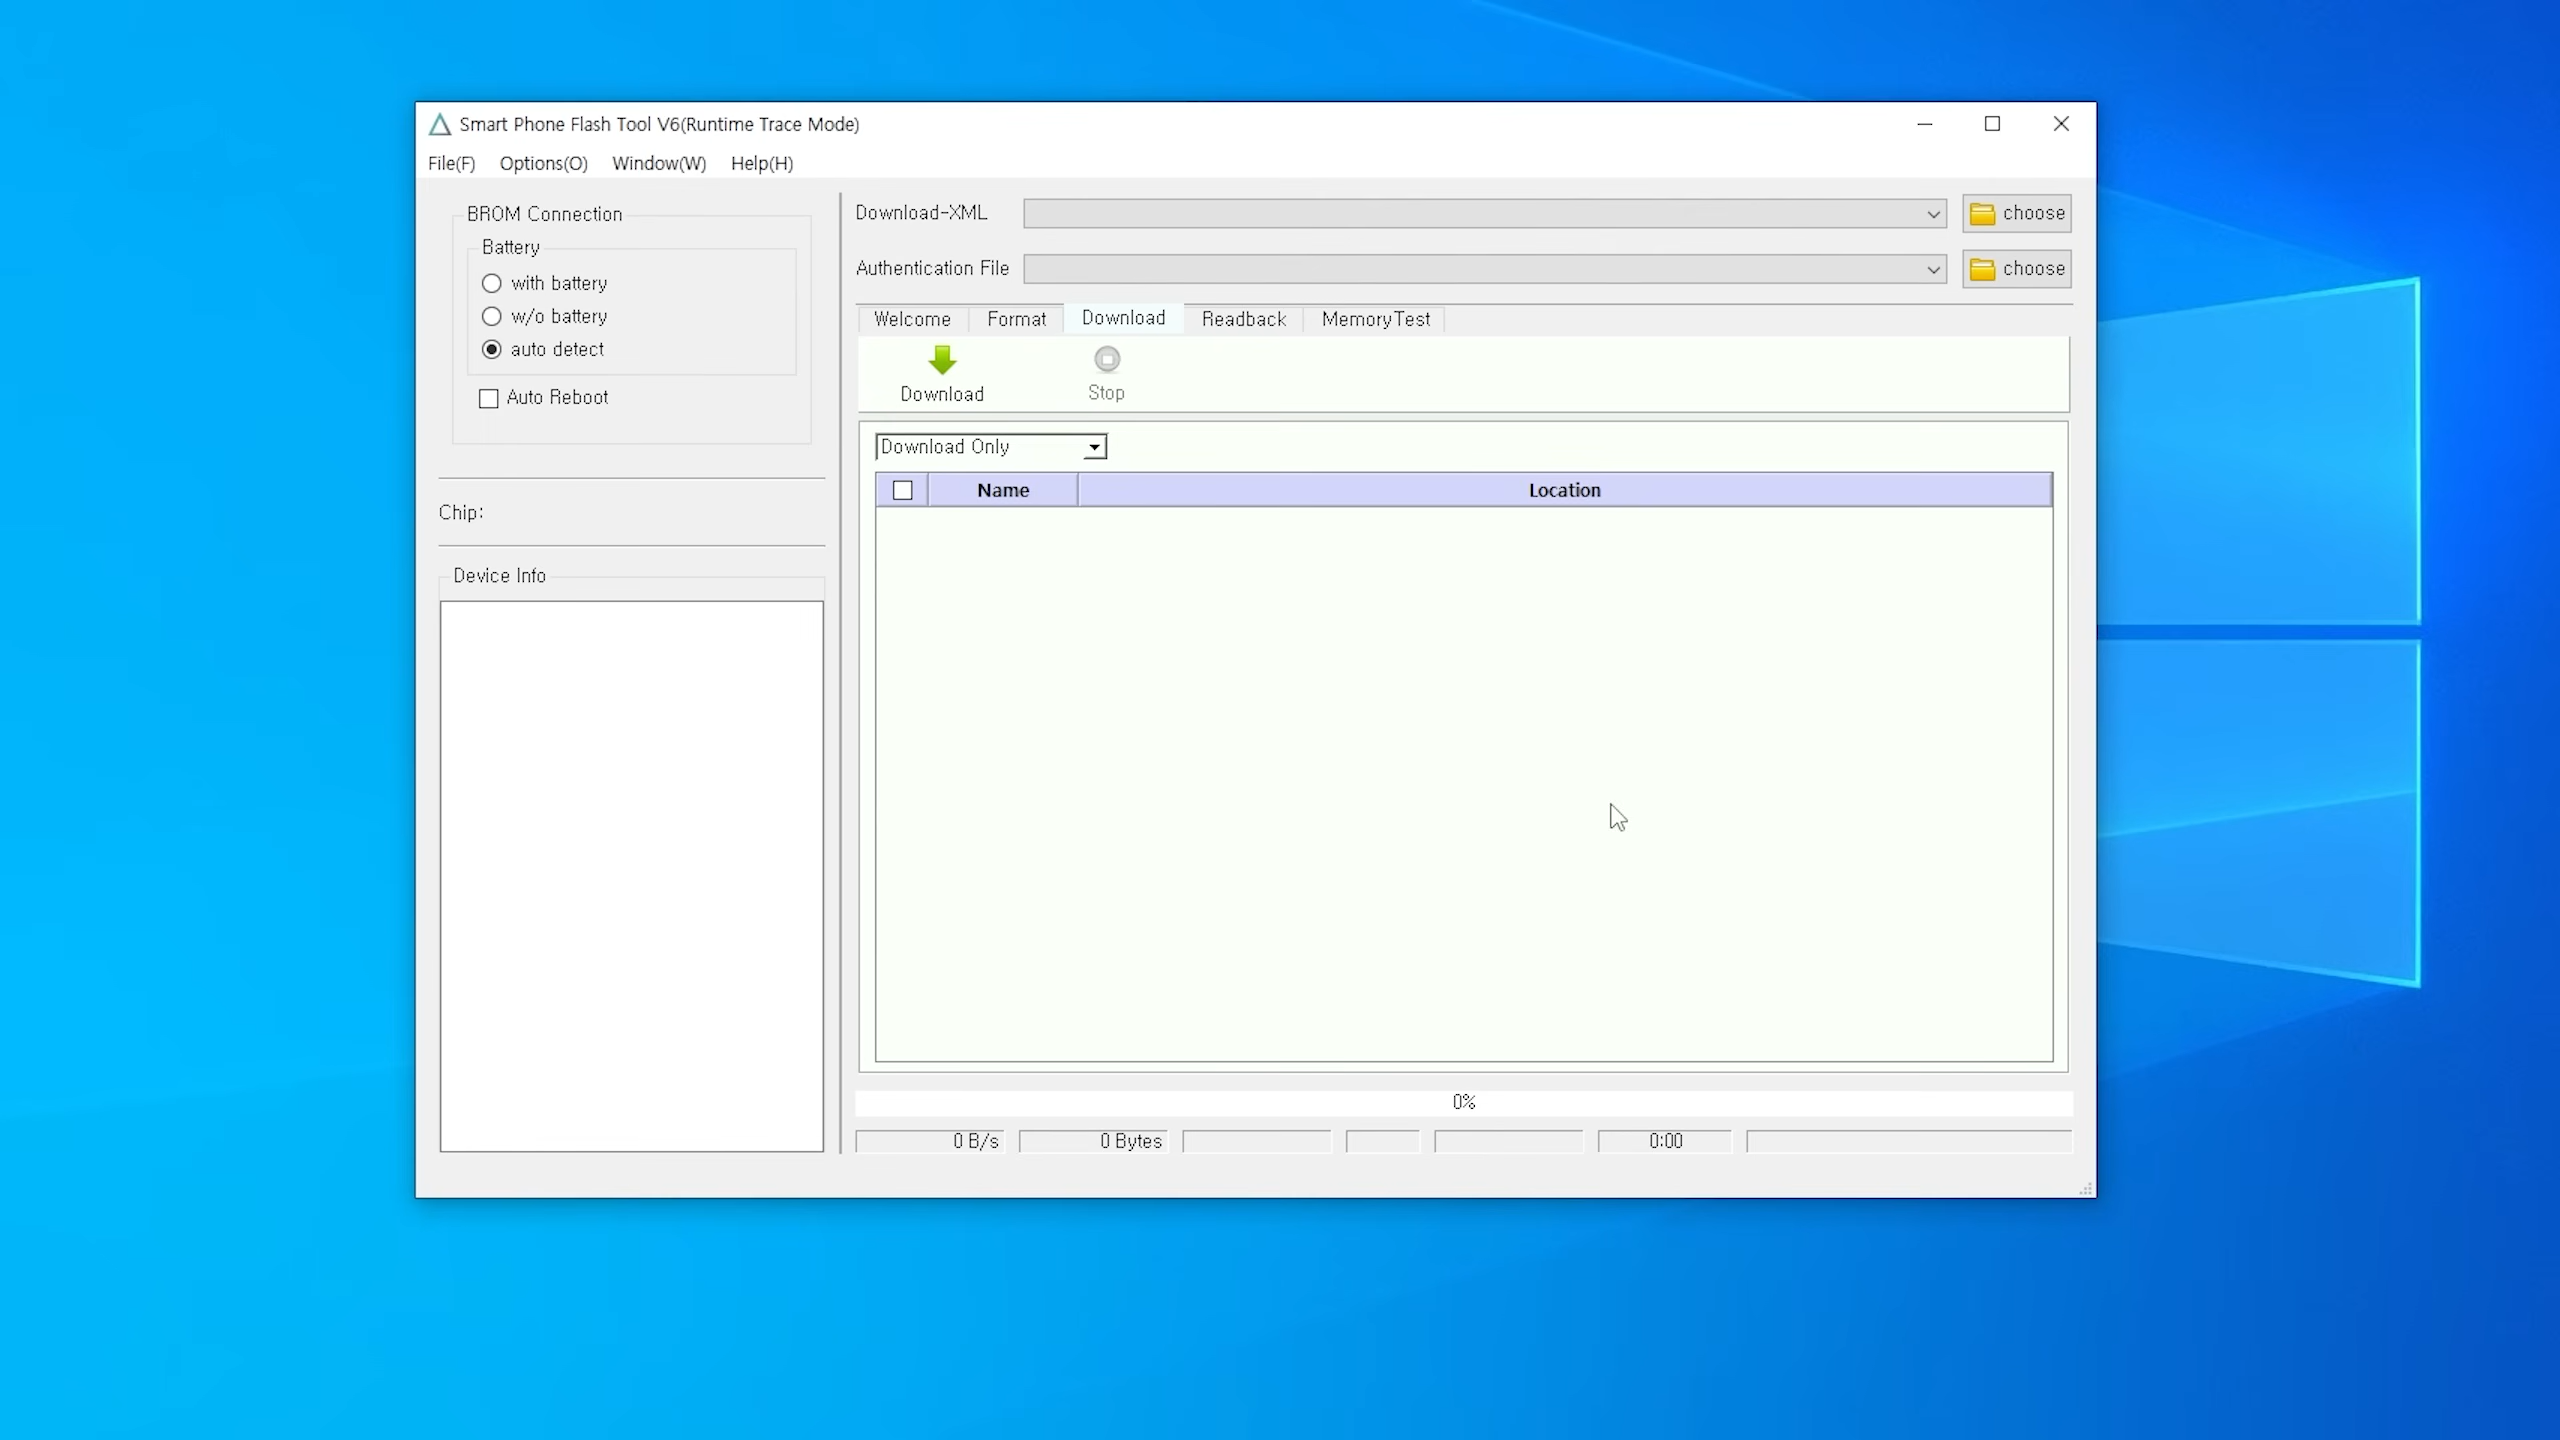 Smart Phone Flash Tool V6(Runtime Trace Mode)
File(F) Options(O) Window(W) Help(H)
BROM Connection
Battery
with battery
w/o battery
auto detect
Auto Reboot
Chip:
Device Info
Download-XML choose
Authentication File choose
Welcome Format Download Readback MemoryTest
Download Stop
Download Only
Name Location
0%
0 B/s 0 Bytes 0:00